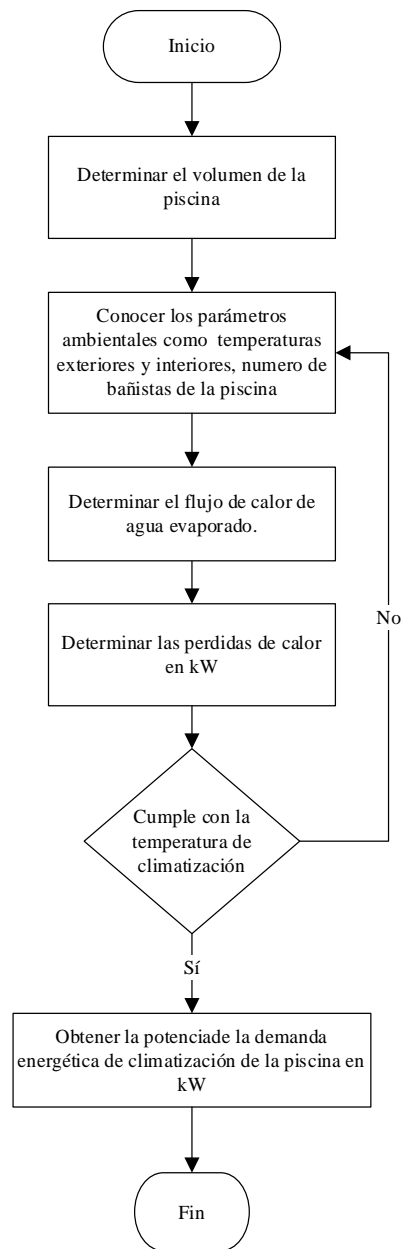 Inicio
Determinar el volumen de la
piscina
Conocer los parámetros
ambientales como temperaturas
exteriores y interiores, numero de
bañistas de la piscina
Determinar el flujo de calor de
agua evaporado.
No
Determinar las perdidas de calor
en kW
Cumple con la
temperatura de
climatización
Sí
Obtener la potenciade la demanda
energética de climatización de la piscina en
kW
Fin